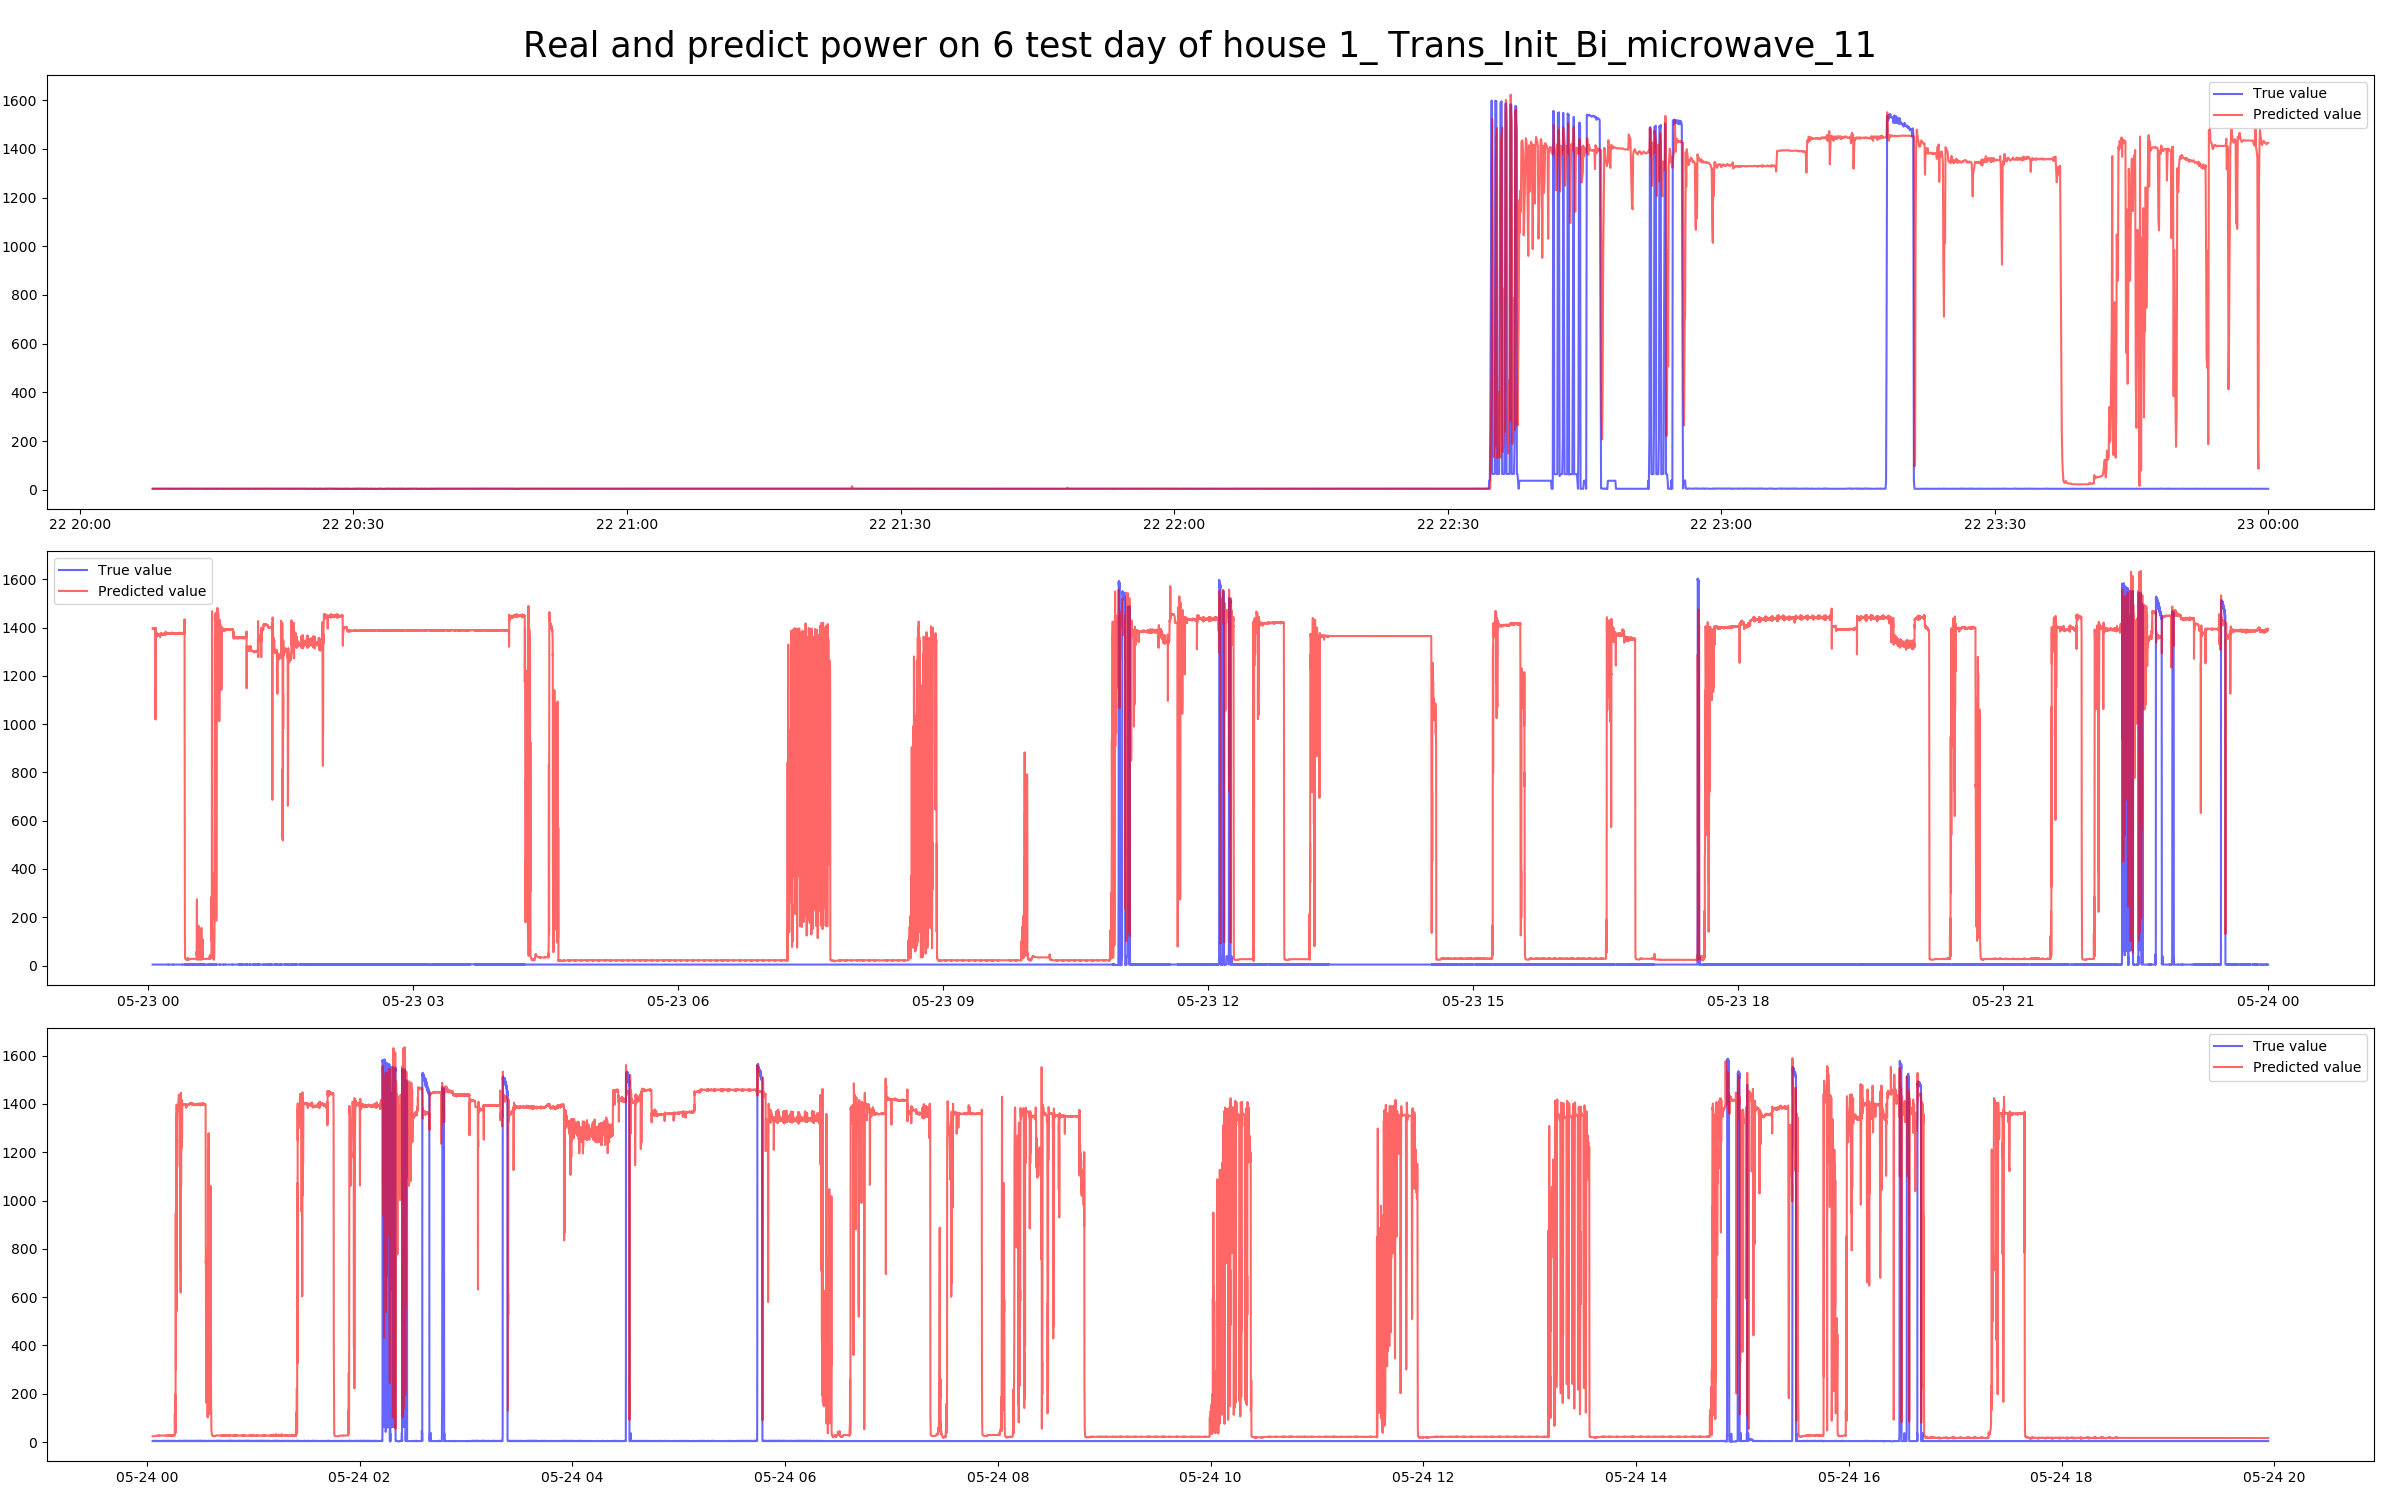 Real and predict power on 6 test day of house 1_ Trans_Init_Bi_microwave_11
1600
1400
1200
1000
800
600
400
200
0
True value
Predicted value
22 20:00 22 20:30 22 21:00 22 21:30 22 22:00 22 22:30 22 23:00 22 23:30 23 00:00
True value
Predicted value
1600
1400
1200
1000
800
600
400
200
0
05-23 00 05-23 03 05-23 06 05-23 09 05-23 12 05-23 15 05-23 18 05-23 21 05-24 00
1600
1400
1200
1000
800
600
400
200
0
True value
Predicted value
05-24 00 05-24 02 05-24 04 05-24 06 05-24 08 05-24 10 05-24 12 05-24 14 05-24 16 05-24 18 05-24 20